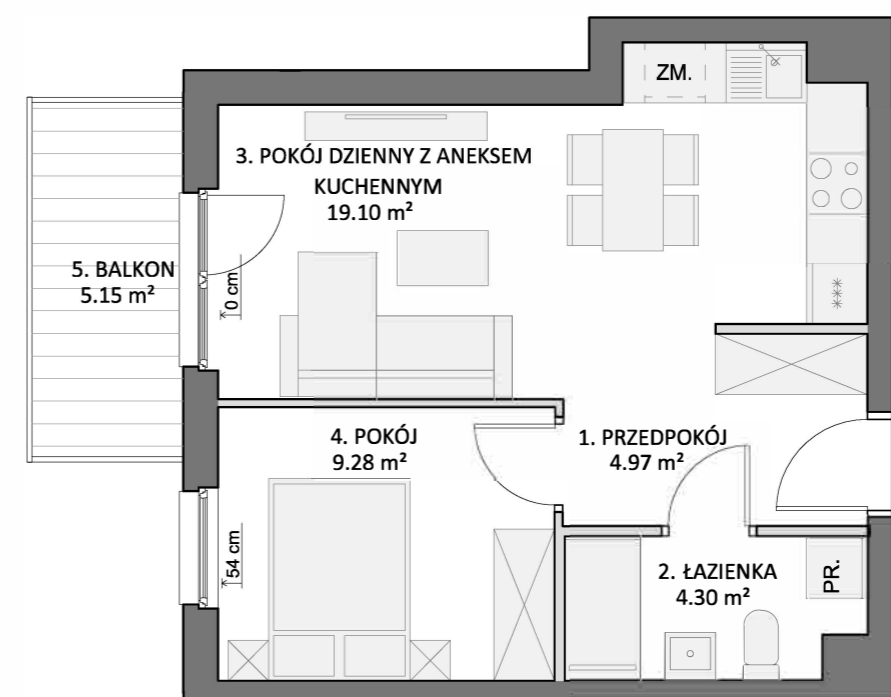 ZM.
3. POKÓJ DZIENNY Z ANEKSEM
KUCHENNYM
19.10 m²
5. BALKON
5.15 m²
0 cm
4. POKÓJ
9.28 m²
1. PRZEDPOKÓJ
4.97 m²
54 cm
2. ŁAZIENKA
4.30 m²
PR.